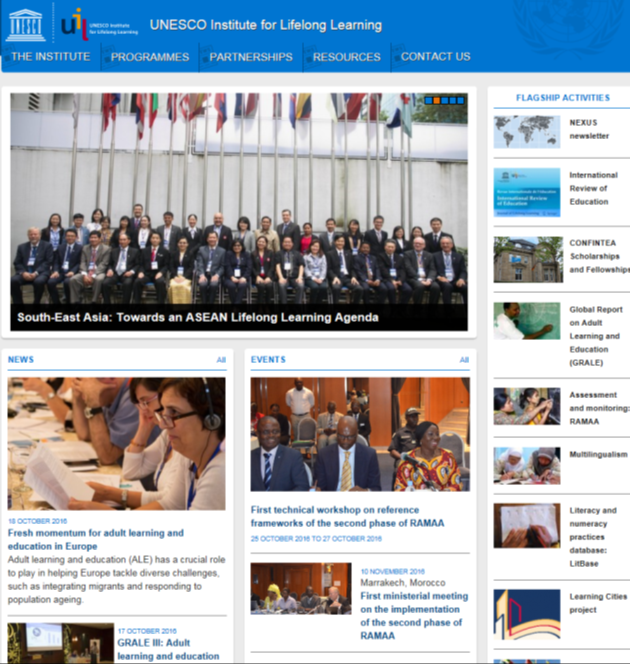 UNESCO Institute
for Lifelong Learning
UNESCO Institute for Lifelong Learning
THE INSTITUTE
PROGRAMMES
PARTNERSHIPS
RESOURCES
CONTACT US
South-East Asia: Towards an ASEAN Lifelong Learning Agenda
NEWS
All
18 OCTOBER 2016
Fresh momentum for adult learning and
education in Europe
Adult learning and education (ALE) has a crucial role
to play in helping Europe tackle diverse challenges,
such as integrating migrants and responding to
population ageing.
17 OCTOBER 2016
GRALE III: Adult
learning and education
EVENTS
All
First technical workshop on reference
frameworks of the second phase of RAMAA
25 OCTOBER 2016 TO 27 OCTOBER 2016
10 NOVEMBER 2016
Marrakech, Morocco
First ministerial meeting
on the implementation
of the second phase of
RAMAA
FLAGSHIP ACTIVITIES
NEXUS
newsletter
International Review
of Education
International
Review of
Education
CONFINTEA
Scholarships
and Fellowships
Global Report
on Adult
Learning and
Education
(GRALE)
Assessment
and monitoring:
RAMAA
Multilingualism
Literacy and
numeracy
practices
database:
LitBase
Learning Cities
project